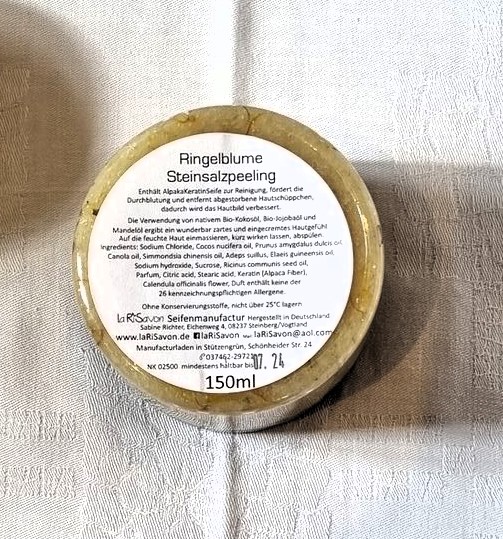 Ringelblume
Steinsalzpeeling
Enthält AlpakaKeratinSeife zur Reinigung, fördert die
Durchblutung und entfernt abgestorbene Hautschüppchen,
dadurch wird das Hautbild verbessert.
Die Verwendung von nativem Bio-Kokosöl, Bio-Jojobaöl und
Mandelöl ergibt ein wunderbar zartes und eingecremtes Hautgefühl
Auf die feuchte Haut einmassieren, kurz wirken lassen, abspülen
Ingredients: Sodium Chloride, Cocos nucifera oil, Prunus amygdalus dulcis oil,
Canola oil, Simmondsia chinensis oil, Adeps suillus, Elaeis guineensis oil,
Sodium hydroxide, Sucrose, Ricinus communis seed oil,
Parfum, Citric acid, Stearic acid, Keratin (Alpaca Fiber),
Calendula officinalis flower, Duft enthält keine der
26 kennzeichnungspflichtigen Allergene.
Ohne Konservierungsstoffe, nicht über 25°C lagern
laRiSavon Seifenmanufactur Hergestellt in Deutschland
Sabine Richter, Eichenweg 4, 08237 Steinberg/Vogtland
www.laRiSavon.de laRiSavon laRiSavon@aol.com
Manufacturladen in Stützengrün, Schönheider Str. 24
NK 02500 mindestens haltbar bis 07. 24
150ml